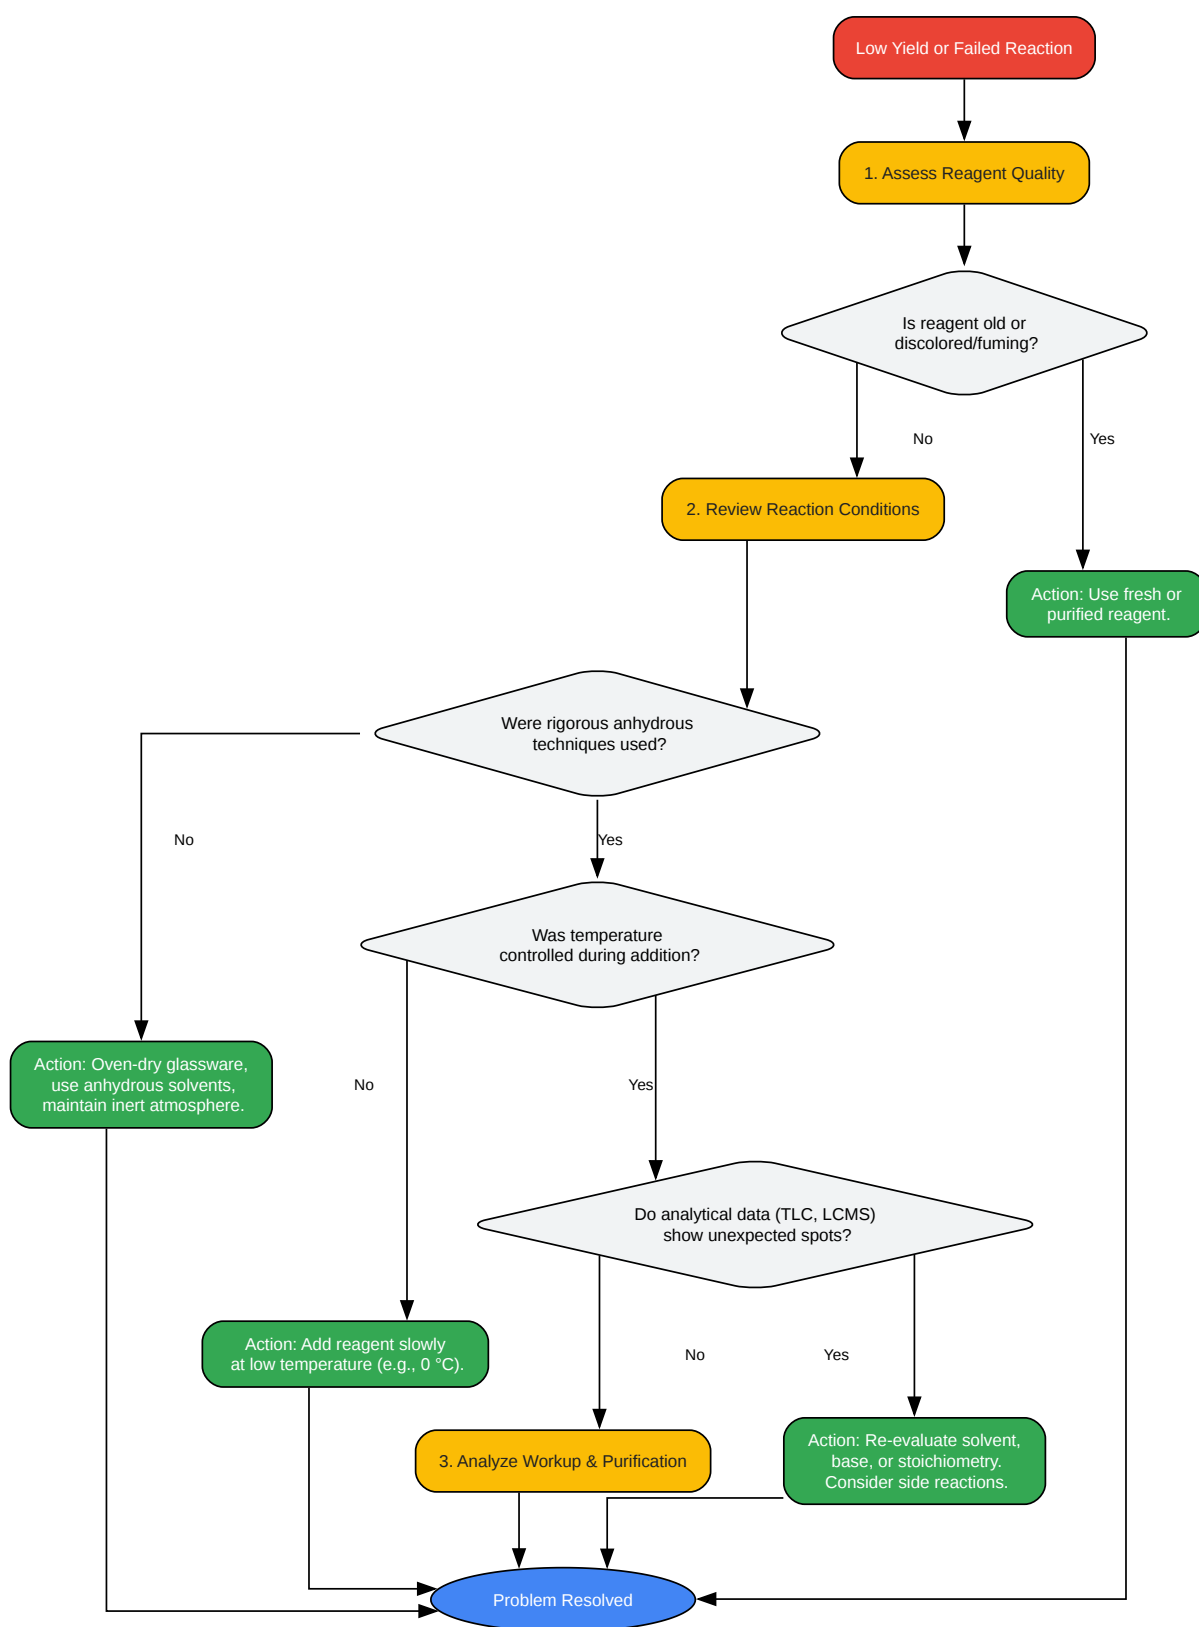 Low Yield or Failed Reaction
1. Assess Reagent Quality
Is reagent old or
discolored/fuming?
No
Yes
2. Review Reaction Conditions
Action: Use fresh or
purified reagent.
Were rigorous anhydrous
techniques used?
No
Yes
Was temperature
controlled during addition?
Action: Oven-dry glassware,
use anhydrous solvents,
maintain inert atmosphere.
No
Yes
Do analytical data (TLC, LCMS)
show unexpected spots?
Action: Add reagent slowly
at low temperature (e.g., 0 °C).
No
Yes
3. Analyze Workup & Purification
Action: Re-evaluate solvent,
base, or stoichiometry.
Consider side reactions.
Problem Resolved